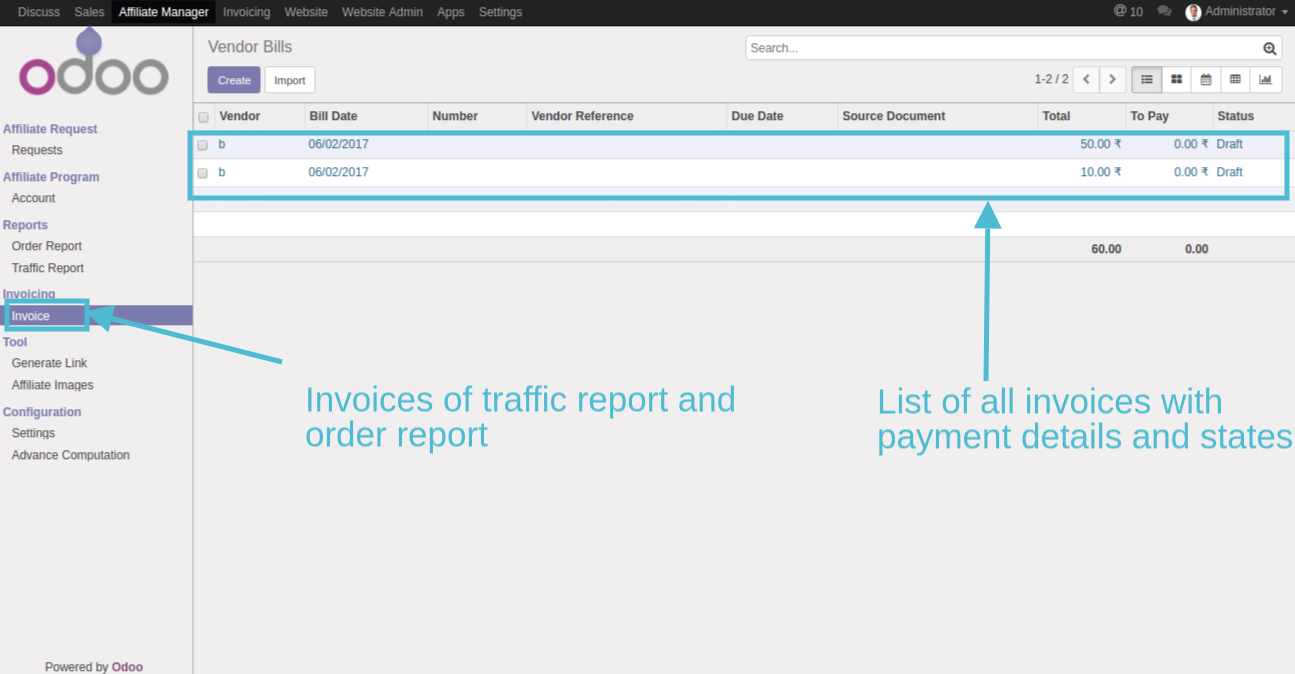 Discuss Sales Affiliate Manager Invoicing Website Website Admin Apps Settings @ 10 Administrator
odoo
Vendor Bills
Search...
Create Import
1-2 / 2
Vendor Bill Date Number Vendor Reference Due Date Source Document Total To Pay Status
b 06/02/2017 50.00 ₹ 0.00 ₹ Draft
b 06/02/2017 10.00 ₹ 0.00 ₹ Draft
60.00 0.00
Affiliate Request
Requests
Affiliate Program
Account
Reports
Order Report
Traffic Report
Invoicing
Invoice
Tool
Generate Link
Affiliate Images
Configuration
Settings
Advance Computation
Invoices of traffic report and
order report
List of all invoices with
payment details and states
Powered by Odoo